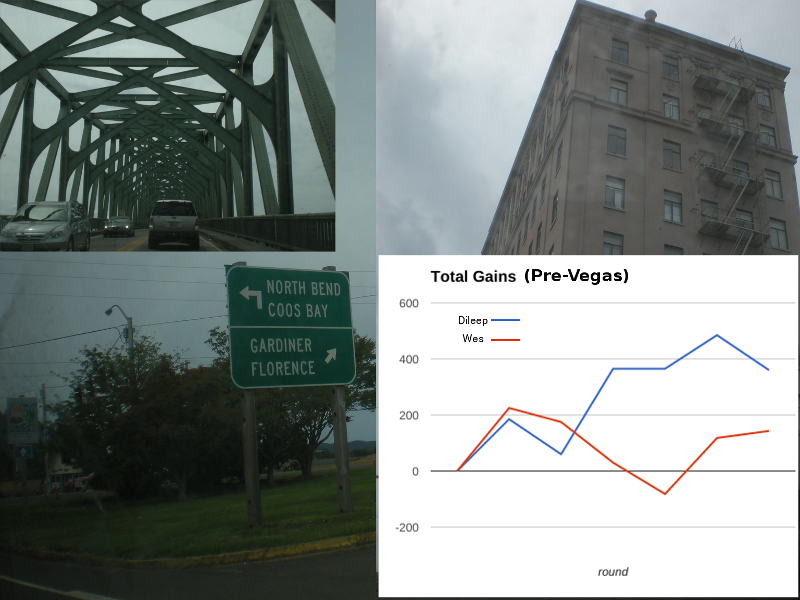 NORTH BEND
COOS BAY
GARDINER
FLORENCE
Total Gains (Pre-Vegas)
600
Dileep
Wes
400
200
0
-200
round